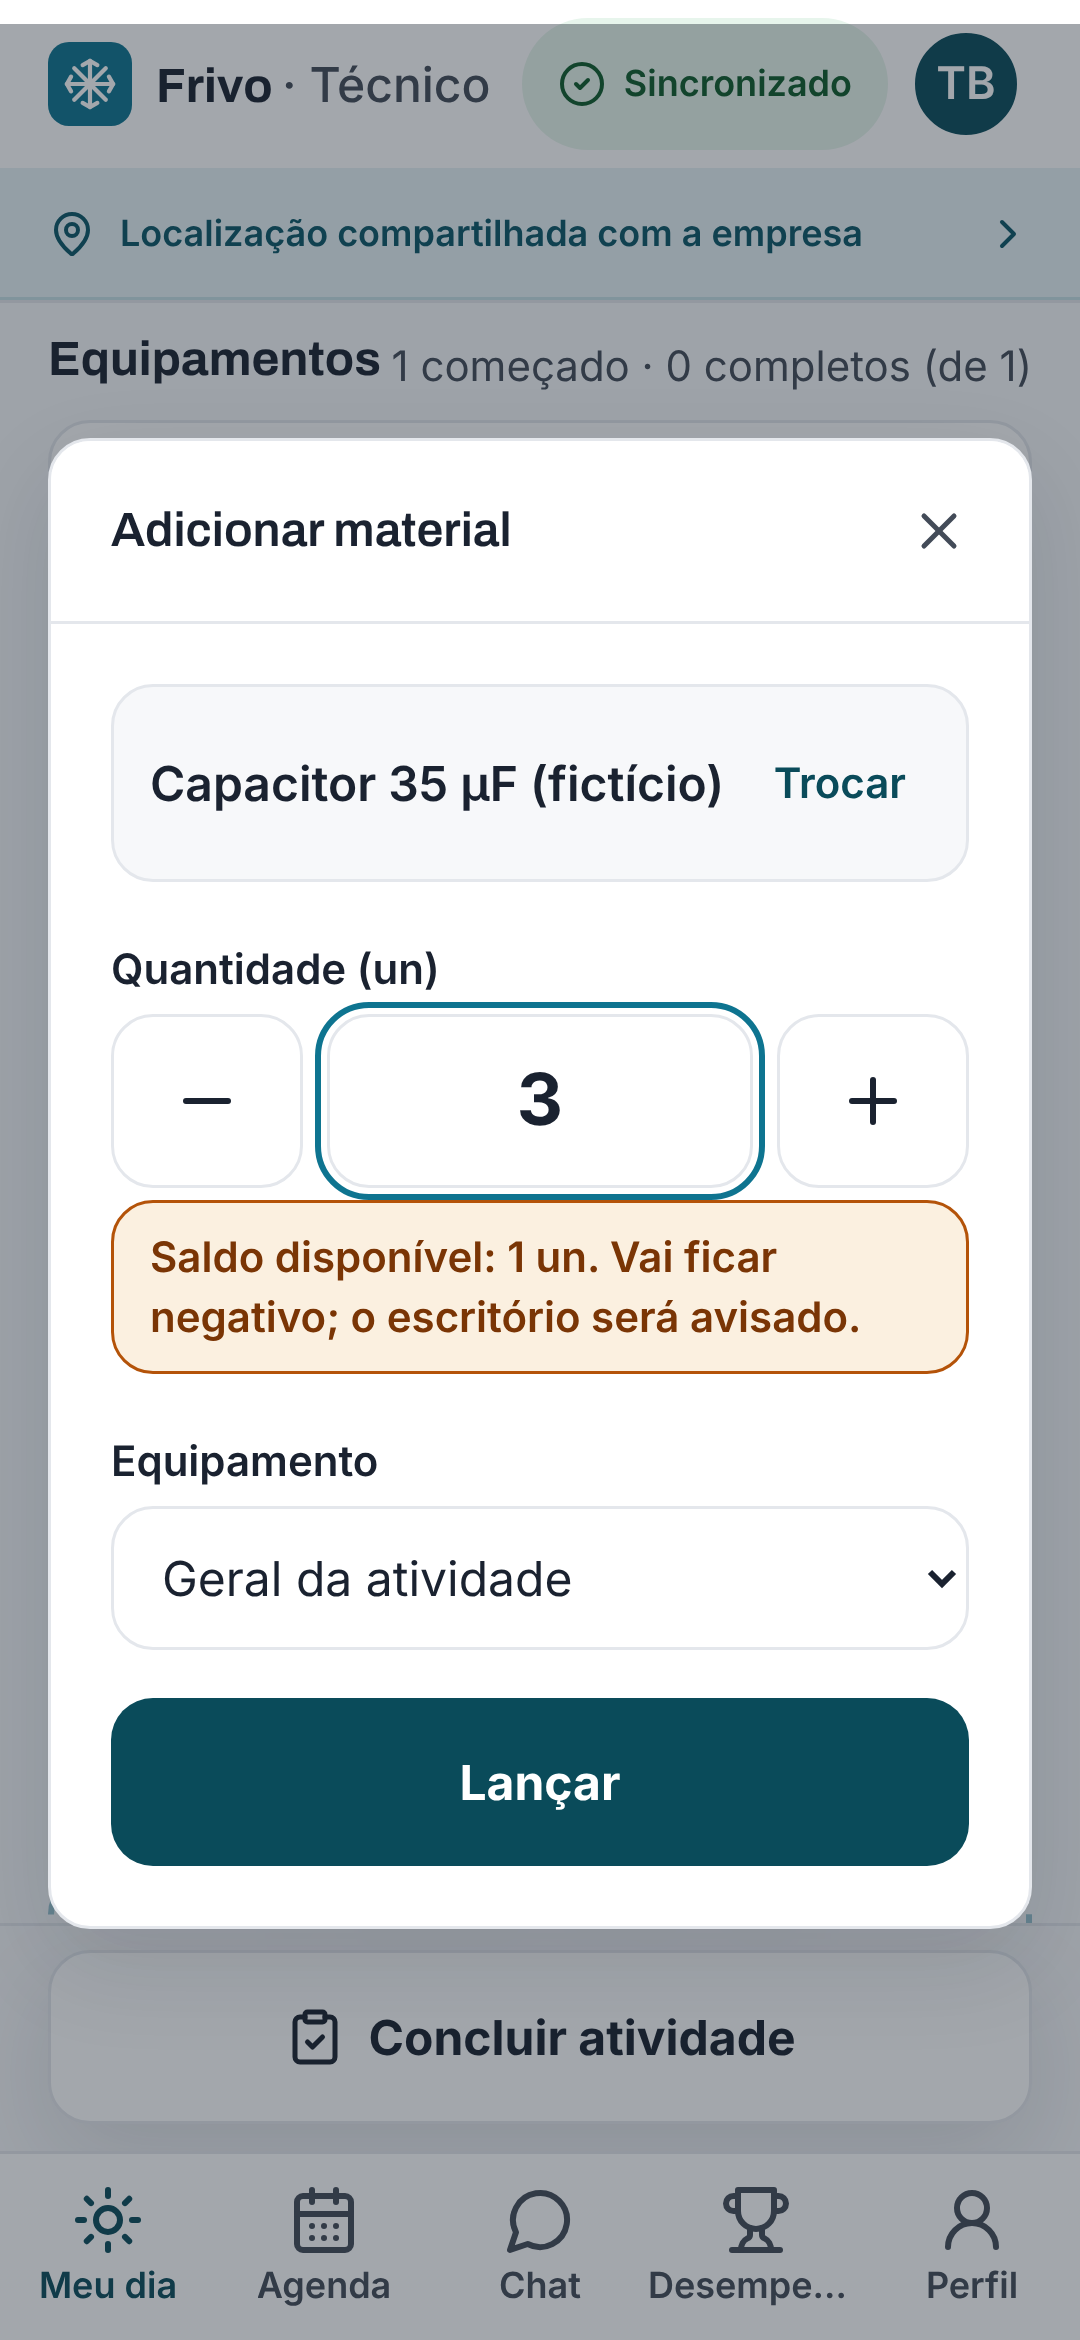 Frivo · Técnico
Sincronizado
TB
Localização compartilhada com a empresa
Equipamentos 1 começado · 0 completos (de 1)
Adicionar material
Capacitor 35 µF (fictício)
Trocar
Quantidade (un)
3
Saldo disponível: 1 un. Vai ficar
negativo; o escritório será avisado.
Equipamento
Geral da atividade
Lançar
Concluir atividade
Meu dia
Agenda
Chat
Desempe...
Perfil